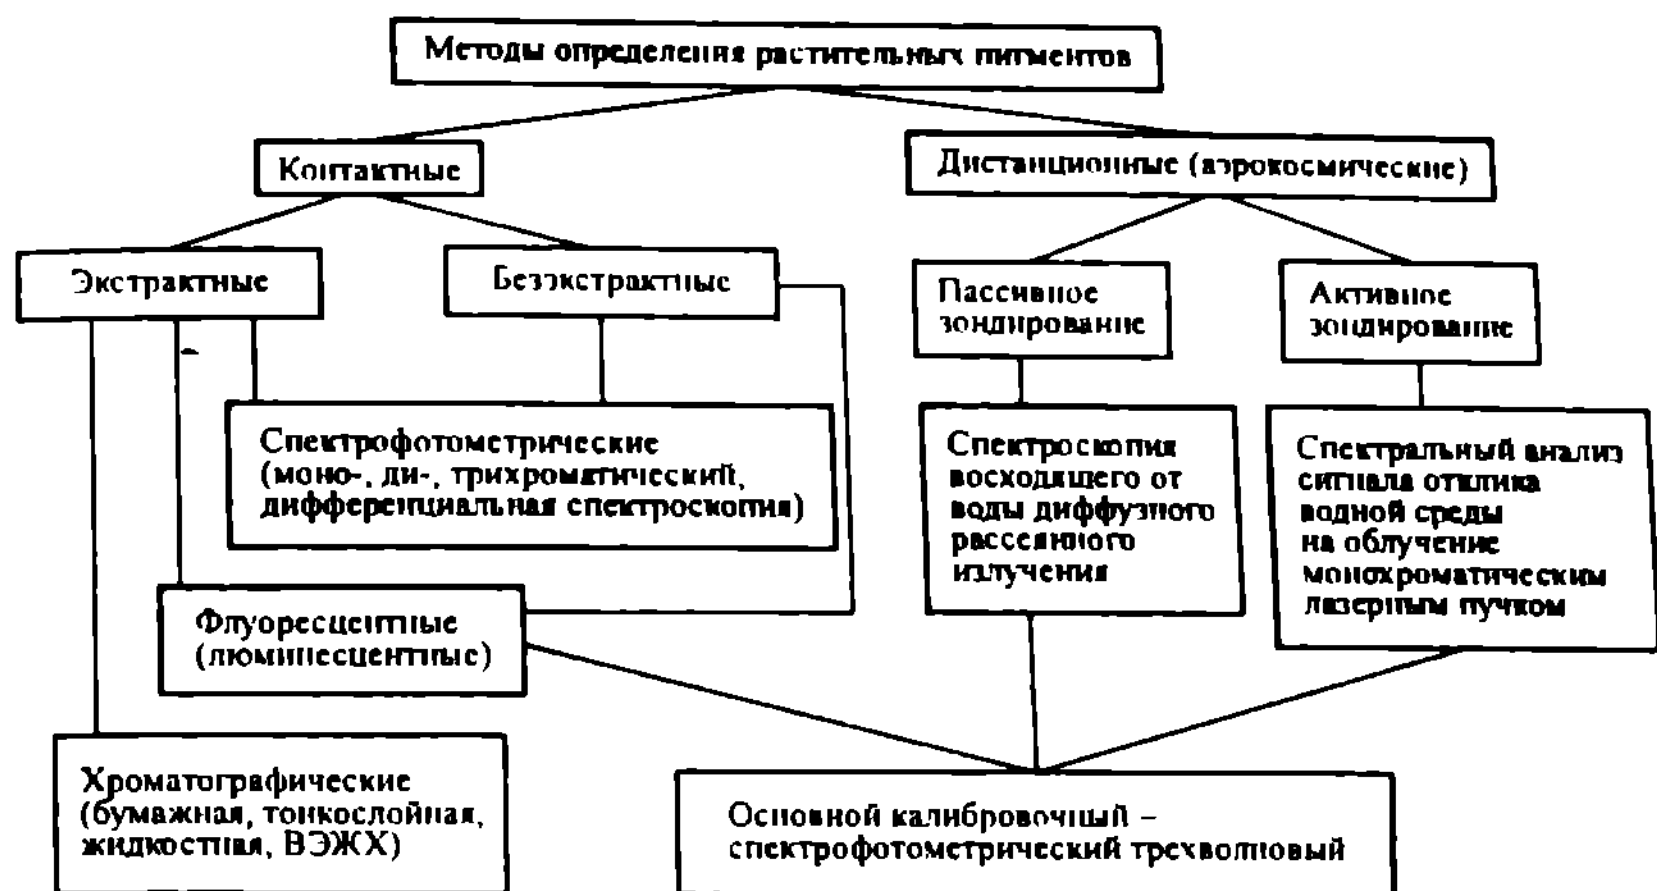 Методы определения растительных пигментов
Контактные
Дистанционные (аэрокосмические)
Экстрактные
Безэкстрактные
Пассивное
зондирование
Активное
зондирование
Спектрофотометрические
(моно-, ди-, трихроматический,
дифференциальная спектроскопия)
Спектроскопия
восходящего от
воды диффузного
рассеянного
излучения
Спектральный анализ
сигнала отклика
водной среды
на облучение
монохроматическим
лазерным пучком
Флуоресцентные
(люминесцентные)
Хроматографические
(бумажная, тонкослойная,
жидкостная, ВЭЖХ)
Основной калибровочный –
спектрофотометрический трехволновый